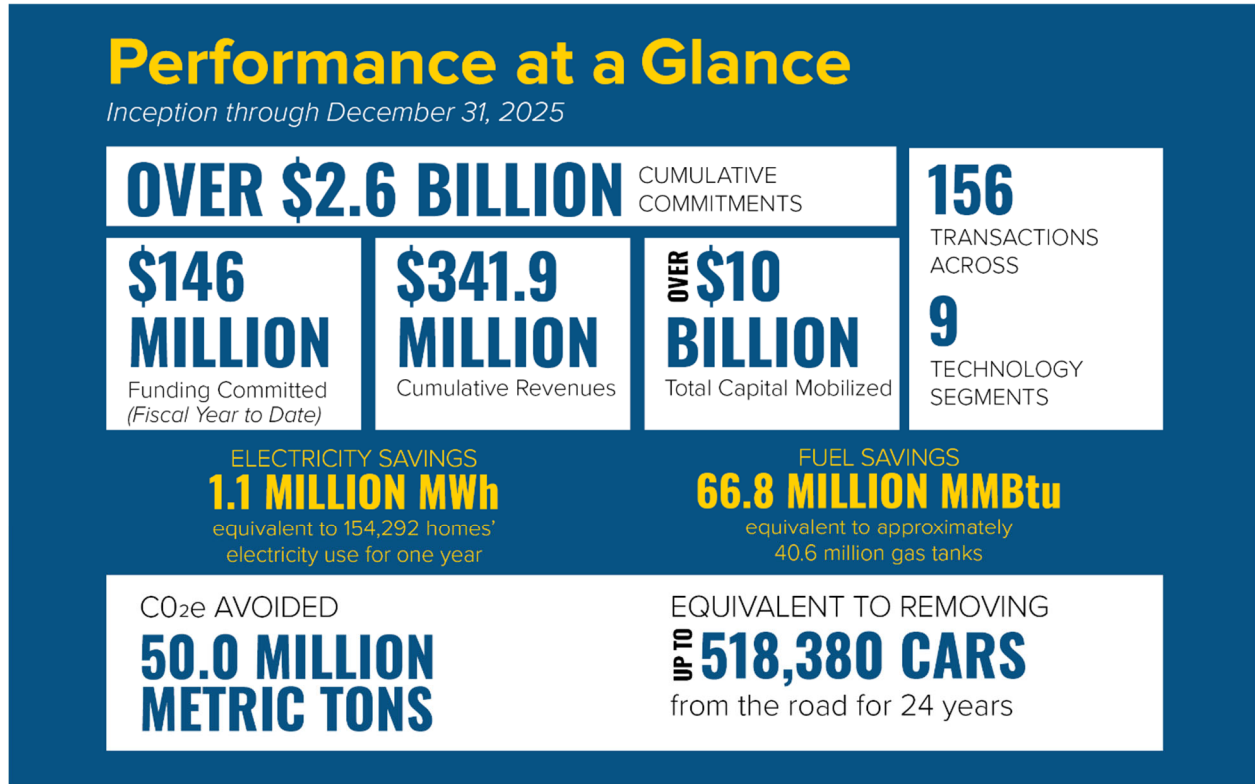 Performance at a Glance
Inception through December 31, 2025
OVER $2.6 BILLION
CUMULATIVE
COMMITMENTS
156
TRANSACTIONS
ACROSS
9
TECHNOLOGY
SEGMENTS
$146
MILLION
Funding Committed
(Fiscal Year to Date)
$341.9
MILLION
Cumulative Revenues
OVER $10
BILLION
Total Capital Mobilized
ELECTRICITY SAVINGS
1.1 MILLION MWh
equivalent to 154,292 homes’
electricity use for one year
FUEL SAVINGS
66.8 MILLION MMBtu
equivalent to approximately
40.6 million gas tanks
C02e AVOIDED
50.0 MILLION
METRIC TONS
EQUIVALENT TO REMOVING
UP TO 518,380 CARS
from the road for 24 years